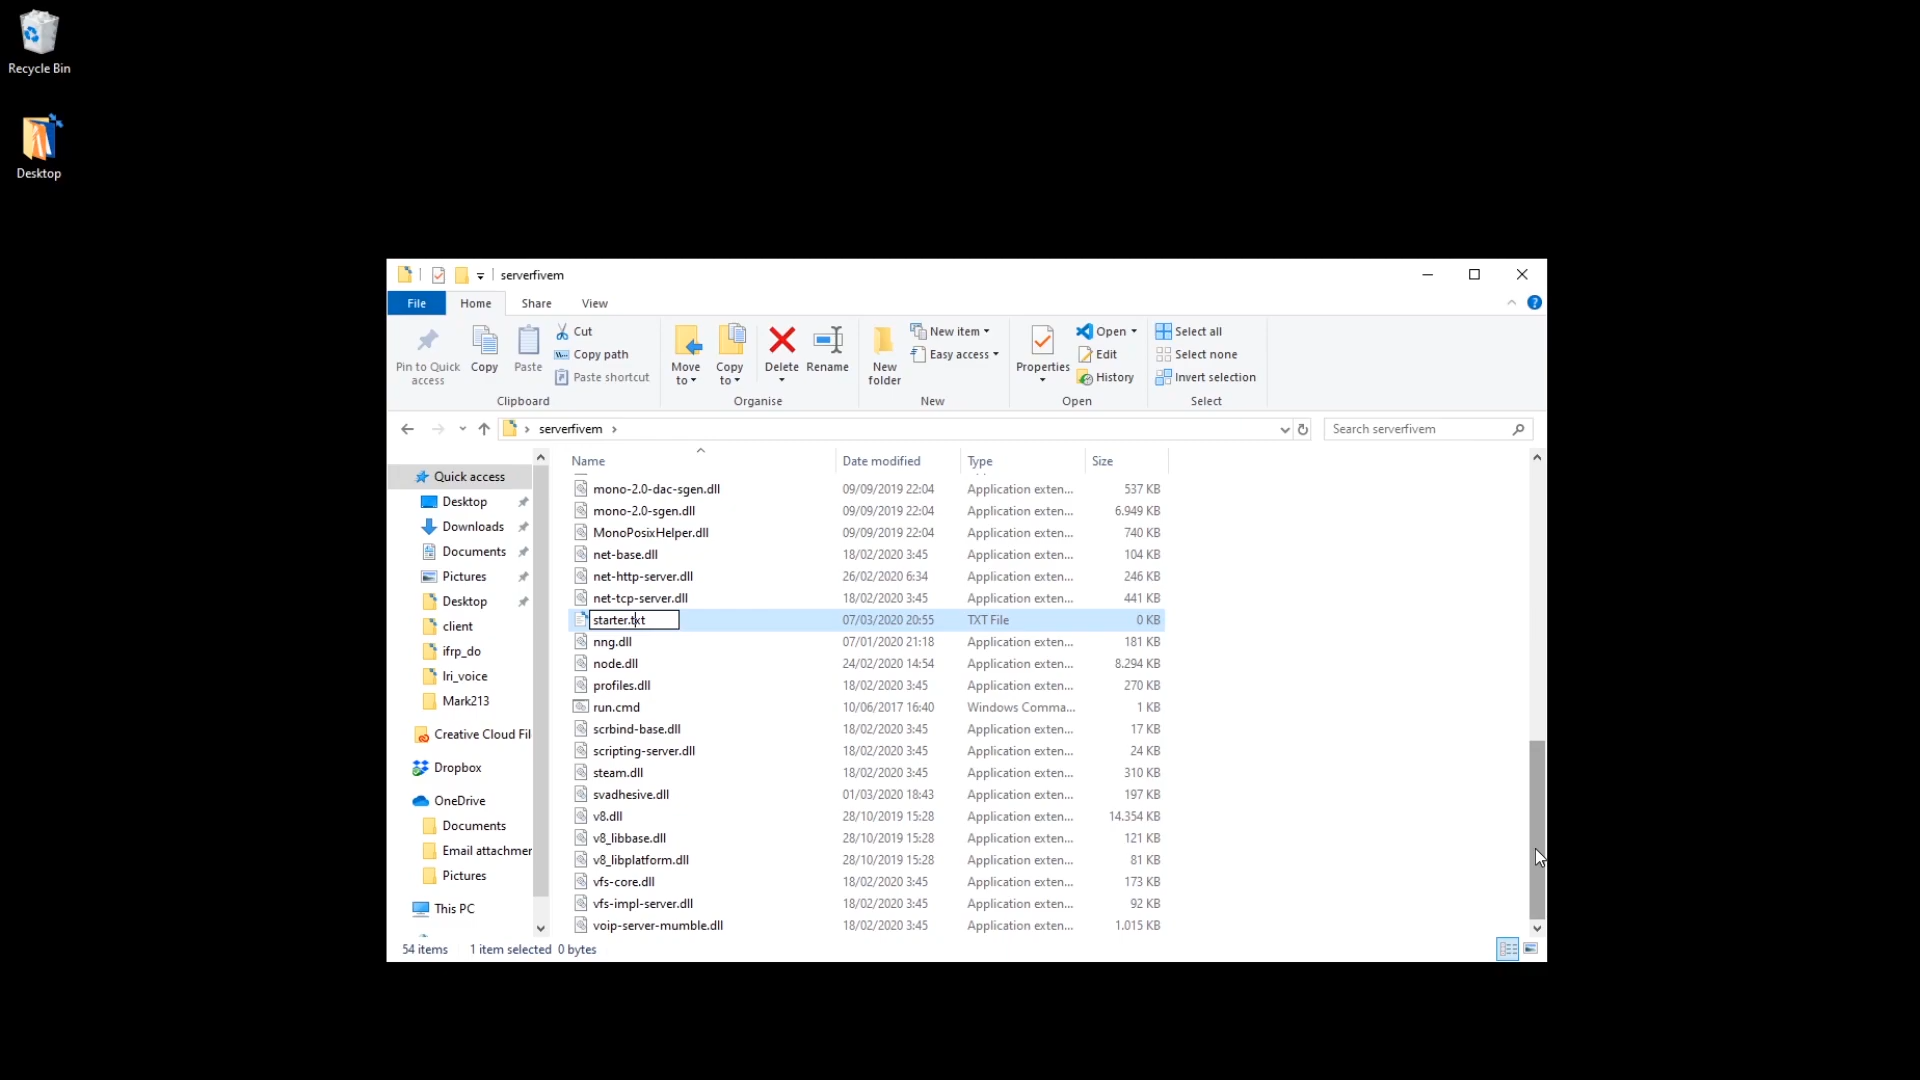 Recycle Bin
Desktop
serverfivem
File Home Share View
Pin to Quick access
Copy
Paste
Cut
Copy path
Paste shortcut
Clipboard
Move to
Copy to
Delete
Rename
Organise
New folder
New item
Easy access
New
Properties
Open
Edit
History
Open
Select all
Select none
Invert selection
Select
serverfivem
Search serverfivem
Quick access
Desktop
Downloads
Documents
Pictures
Desktop
client
ifrp_do
Mark213
Creative Cloud Fil
Dropbox
OneDrive
Documents
Email attachmer
Pictures
This PC
Name Date modified Type Size
mono-2.0-dac-sgen.dll 09/09/2019 22:04 Application exten... 537 KB
mono-2.0-sgen.dll 09/09/2019 22:04 Application exten... 6.949 KB
MonoPosixHelper.dll 09/09/2019 22:04 Application exten... 740 KB
net-base.dll 18/02/2020 3:45 Application exten... 104 KB
net-http-server.dll 26/02/2020 6:34 Application exten... 246 KB
net-tcp-server.dll 18/02/2020 3:45 Application exten... 441 KB
starter.txt 07/03/2020 20:55 TXT File 0 KB
nng.dll 07/01/2020 21:18 Application exten... 181 KB
node.dll 24/02/2020 14:54 Application exten... 8.294 KB
profiles.dll 18/02/2020 3:45 Application exten... 270 KB
run.cmd 10/06/2017 16:40 Windows Comma... 1 KB
scrbind-base.dll 18/02/2020 3:45 Application exten... 17 KB
scripting-server.dll 18/02/2020 3:45 Application exten... 24 KB
steam.dll 18/02/2020 3:45 Application exten... 310 KB
svadhesive.dll 01/03/2020 18:43 Application exten... 197 KB
v8.dll 28/10/2019 15:28 Application exten... 14.354 KB
v8_libbase.dll 28/10/2019 15:28 Application exten... 121 KB
v8_libplatform.dll 28/10/2019 15:28 Application exten... 81 KB
vfs-core.dll 18/02/2020 3:45 Application exten... 173 KB
vfs-impl-server.dll 18/02/2020 3:45 Application exten... 92 KB
voip-server-mumble.dll 18/02/2020 3:45 Application exten... 1.015 KB
54 items 1 item selected 0 bytes